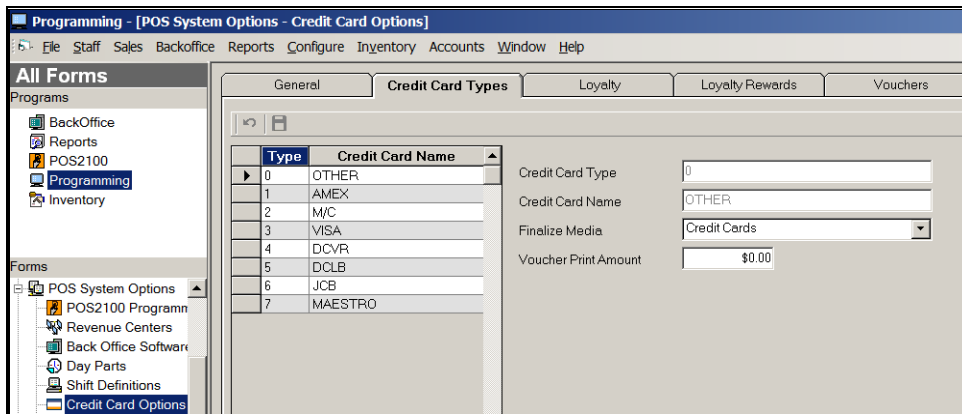 Programming - [POS System Options - Credit Card Options]
File Staff Sales Backoffice Reports Configure Inventory Accounts Window Help
All Forms
Programs
BackOffice
Reports
POS2100
Programming
Inventory
Forms
POS System Options
POS2100 Programm
Revenue Centers
Back Office Software
Day Parts
Shift Definitions
Credit Card Options
General Credit Card Types Loyalty Loyalty Rewards Vouchers
Type Credit Card Name
0 OTHER
1 AMEX
2 M/C
3 VISA
4 DCVR
5 DCLB
6 JCB
7 MAESTRO
Credit Card Type 0
Credit Card Name OTHER
Finalize Media Credit Cards
Voucher Print Amount $0.00